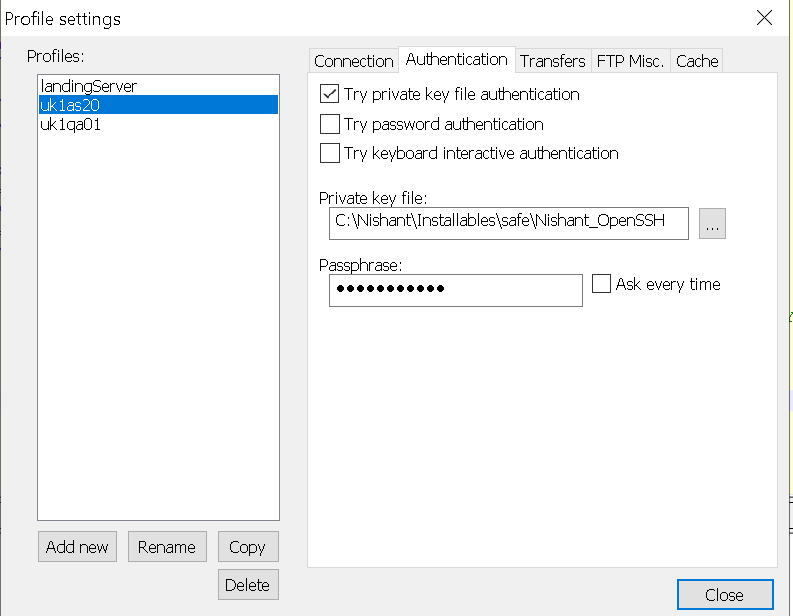 Profile settings
Profiles:
landingServer
uk1as20
uk1qa01
Add new
Rename
Copy
Delete
Connection
Authentication
Transfers
FTP Misc.
Cache
Try private key file authentication
Try password authentication
Try keyboard interactive authentication
Private key file:
C:\Nishant\Installables\safe\Nishant_OpenSSH
...
Passphrase:
●●●●●●●●●●●
Ask every time
Close